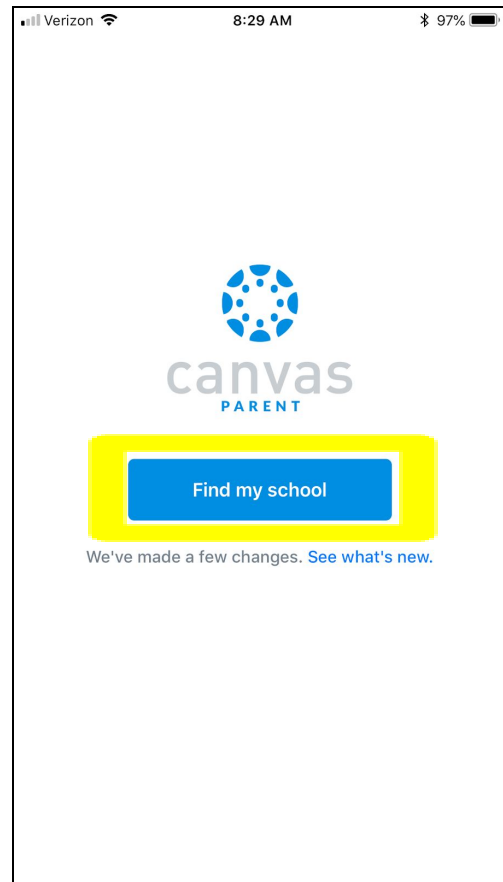 Verizon 8:29 AM 97%
canvas
PARENT
Find my school
We've made a few changes. See what's new.